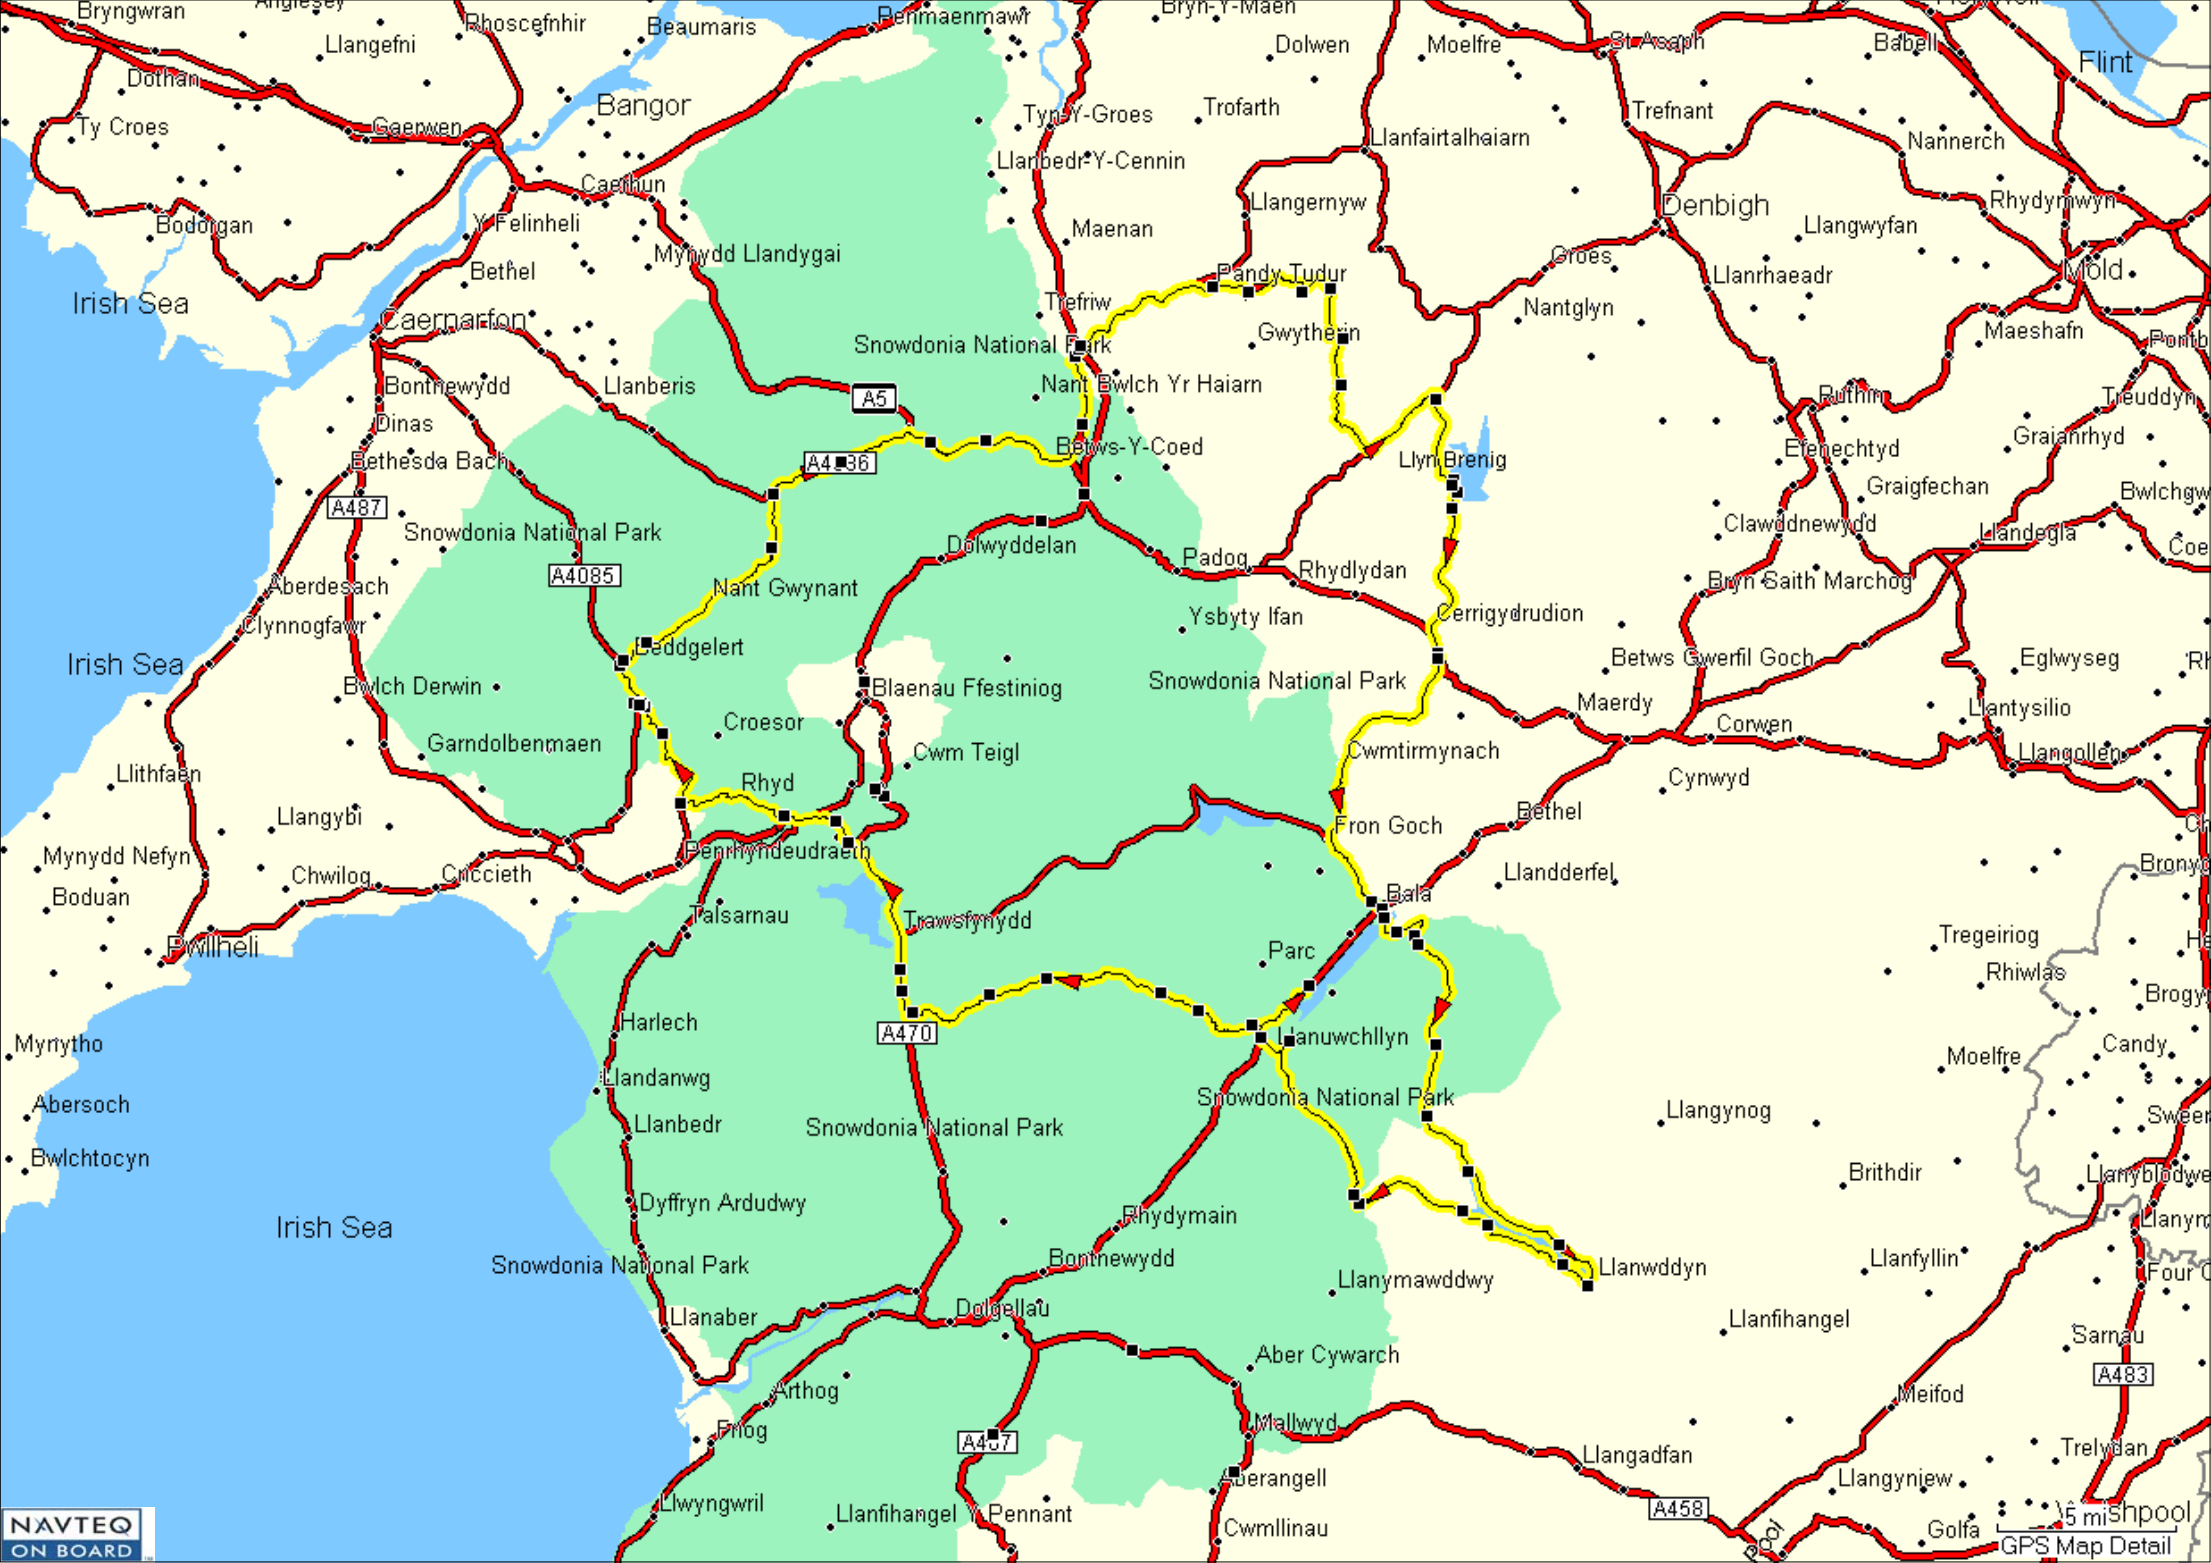 Bryngwran
Anglesey
Rhoscefnhir
Beaumaris
Penmaenmawr
Bryn-Y-Maen
Llangefni
Dolwen
Moelfre
St Asaph
Babell
Flint
Dothan
Bangor
Tyn-Y-Groes
Trofarth
Trefnant
Ty Croes
Gaerwen
Llanbedr-Y-Cennin
Llanfairtalhaiarn
Nannerch
Caerhun
Llangernyw
Denbigh
Rhydymwyn
Bodorgan
Y Felinheli
Maenan
Llangwyfan
Mynydd Llandygai
Groes
Bethel
Pandy Tudur
Llanrhaeadr
Mold
Irish Sea
Trefriw
Nantglyn
Caernarfon
Gwytherin
Maeshafn
Snowdonia National Park
Bontnewydd
Llanberis
Nant Bwlch Yr Haiarn
Ruthin
Treuddyn
A5
Dinas
Graianrhyd
Bethesda Bach
A4086
Betws-Y-Coed
Llyn Brenig
Efenechtyd
Graigfechan
A487
Snowdonia National Park
Clawddnewydd
Llandegla
Dolwyddelan
Padog
A4085
Rhydlydan
Aberdesach
Nant Gwynant
Bryn Saith Marchog
Clynnogfawr
Ysbyty Ifan
Cerrigydrudion
Irish Sea
Beddgelert
Betws Gwerfil Goch
Eglwyseg
Bwlch Derwin
Blaenau Ffestiniog
Snowdonia National Park
Maerdy
Llantysilio
Croesor
Corwen
Garndolbenmaen
Cwm Teigl
Cwmtirmynach
Llangollen
Llithfaen
Rhyd
Cynwyd
Llangybi
Fron Goch
Bethel
Mynydd Nefyn
Penrhyndeudraeth
Chwilog
Criccieth
Llandderfel
Boduan
Bala
Talsarnau
Trawsfynydd
Pwllheli
Parc
Tregeiriog
Rhiwlas
Harlech
A470
Llanuwchllyn
Mynytho
Moelfre
Candy
Llandanwg
Abersoch
Snowdonia National Park
Llangynog
Llanbedr
Snowdonia National Park
Bwlchtocyn
Brithdir
Dyffryn Ardudwy
Irish Sea
Rhydymain
Snowdonia National Park
Bontnewydd
Llanymawddwy
Llanwddyn
Llanfyllin
Llanaber
Dolgellau
Llanfihangel
Sarnau
Aber Cywarch
A483
Arthog
Meifod
Friog
Mallwyd
Llangadfan
Trelydan
Aberangell
Llangyniew
Llwyngwril
Llanfihangel Y Pennant
A458
5 mi
Cwmllinau
Golfa
GPS Map Detail
NAVTEQ
ON BOARD